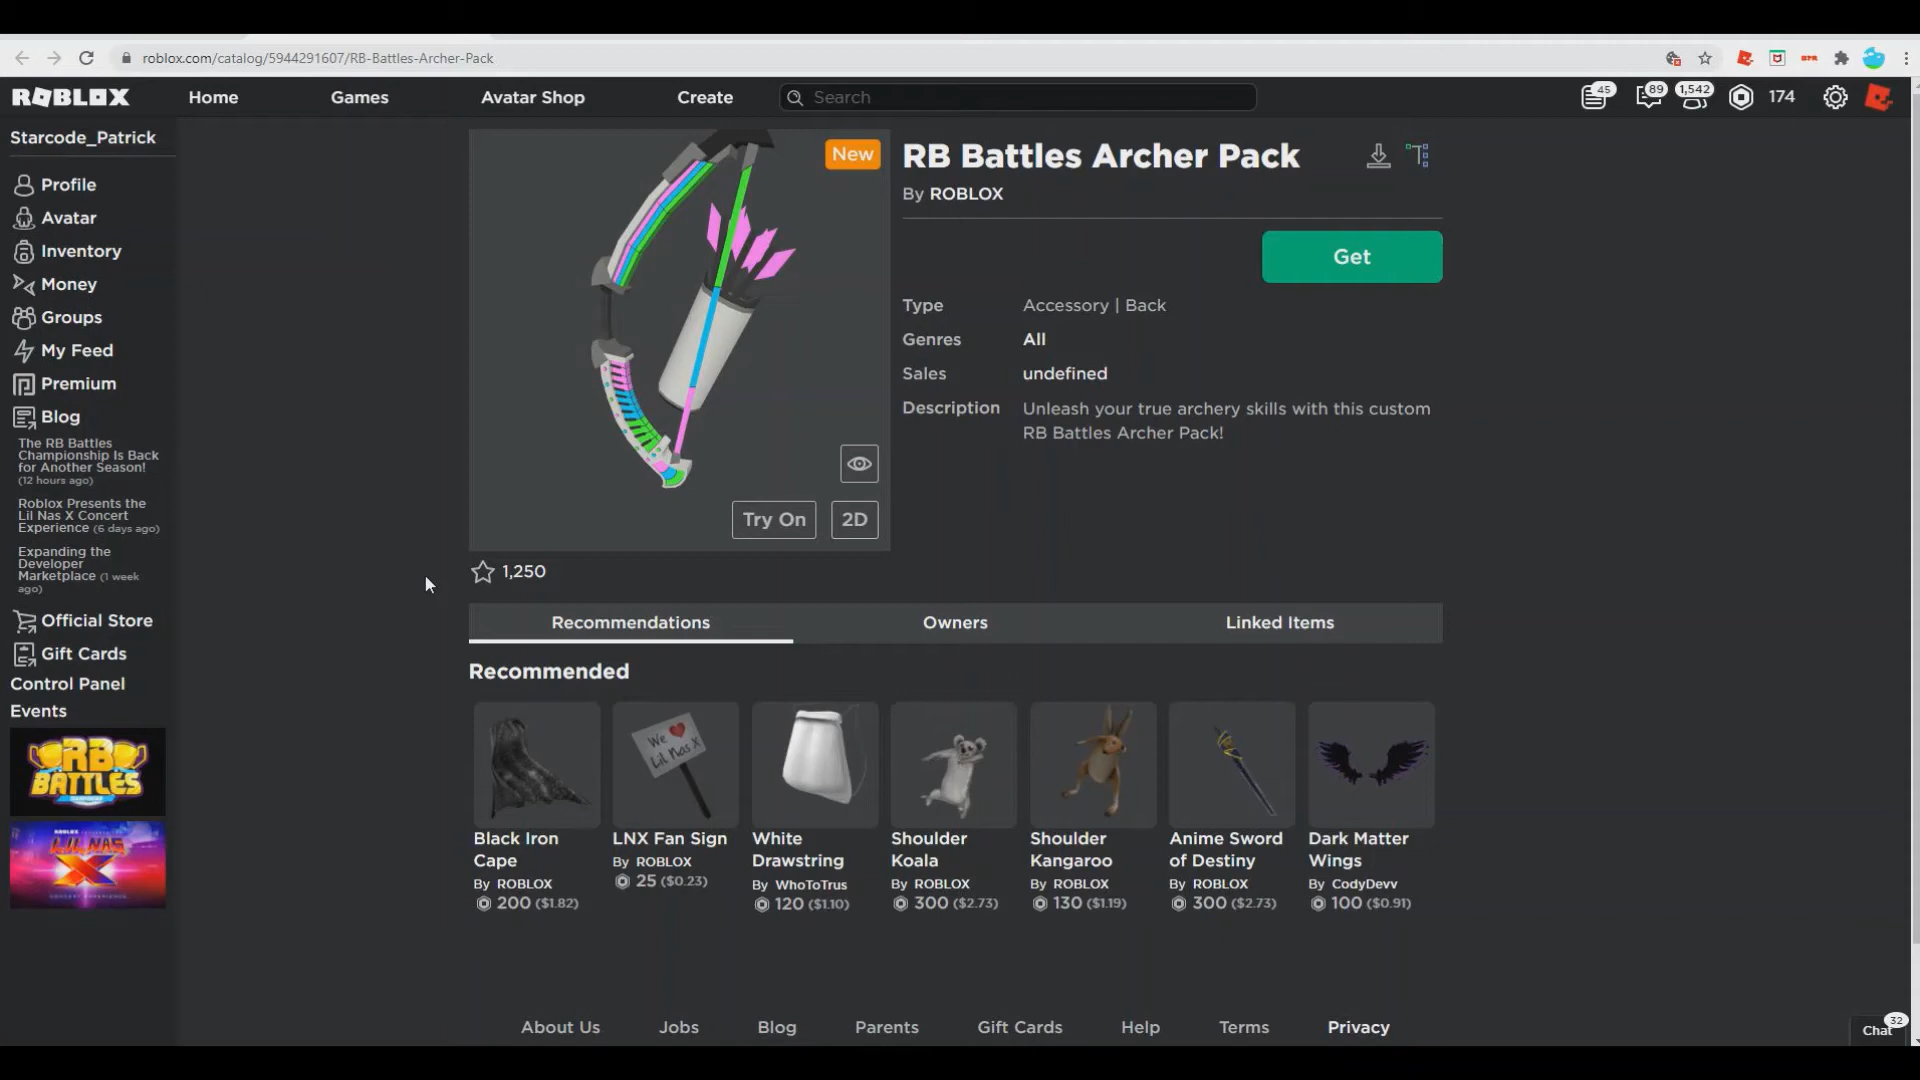 roblox.com/catalog/5944291607/RB-Battles-Archer-Pack
ROBLOX
Home
Games
Avatar Shop
Create
Search
45
89
1,542
174
Starcode_Patrick
Profile
Avatar
Inventory
Money
Groups
My Feed
Premium
Blog
The RB Battles
Championship Is Back
for Another Season!
(12 hours ago)
Roblox Presents the
Lil Nas X Concert
Experience (6 days ago)
Expanding the
Developer
Marketplace (1 week
ago)
Official Store
Gift Cards
Control Panel
Events
RB
BATTLES
ROBLOX
LIL NAS
X
New
Try On
2D
1,250
RB Battles Archer Pack
By ROBLOX
Get
Type Accessory | Back
Genres All
Sales undefined
Description Unleash your true archery skills with this custom
RB Battles Archer Pack!
Recommendations
Owners
Linked Items
Recommended
We
Lil Nas X
Black Iron
Cape
By ROBLOX
200 ($1.82)
LNX Fan Sign
By ROBLOX
25 ($0.23)
White
Drawstring
By WhoToTrus
120 ($1.10)
Shoulder
Koala
By ROBLOX
300 ($2.73)
Shoulder
Kangaroo
By ROBLOX
130 ($1.19)
Anime Sword
of Destiny
By ROBLOX
300 ($2.73)
Dark Matter
Wings
By CodyDevv
100 ($0.91)
About Us
Jobs
Blog
Parents
Gift Cards
Help
Terms
Privacy
Chat
32